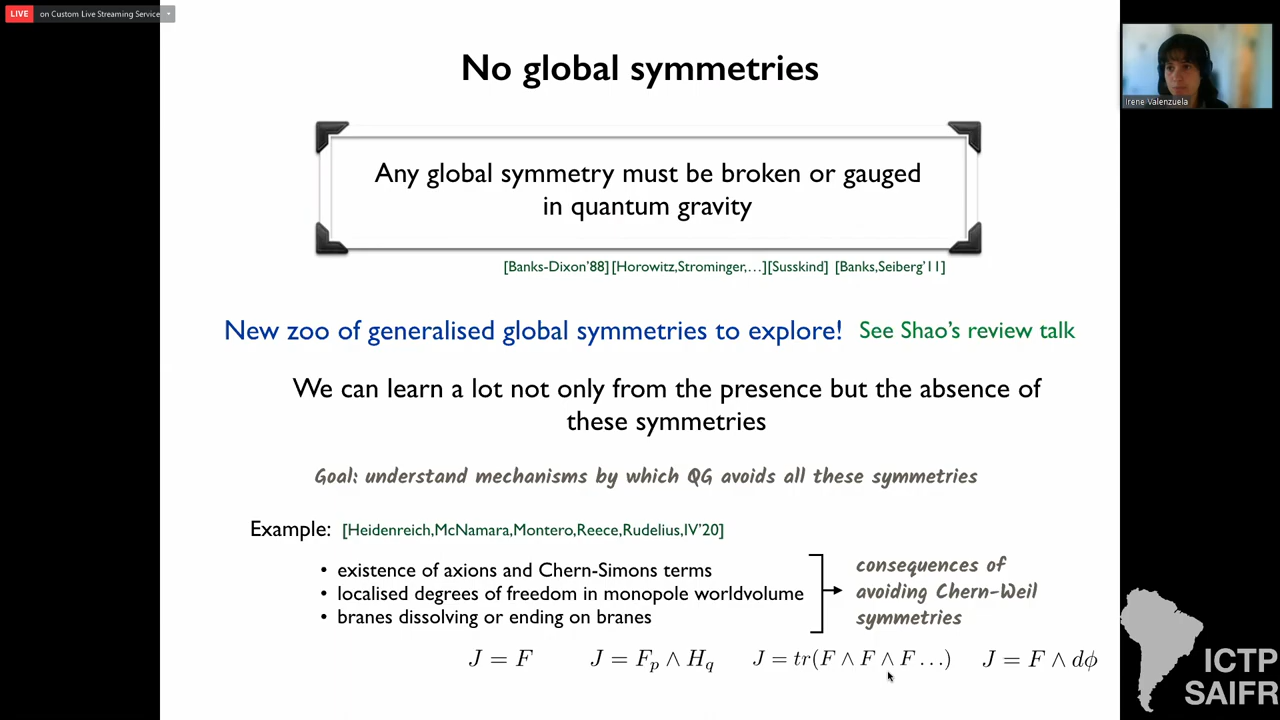 LIVE on Custom Live Streaming Service
Irene Valenzuela
No global symmetries
Any global symmetry must be broken or gauged
in quantum gravity
[Banks-Dixon'88][Horowitz,Strominger,…][Susskind] [Banks,Seiberg'11]
New zoo of generalised global symmetries to explore! See Shao's review talk
We can learn a lot not only from the presence but the absence of
these symmetries
Goal: understand mechanisms by which QG avoids all these symmetries
Example: [Heidenreich,McNamara,Montero,Reece,Rudelius,IV'20]
• existence of axions and Chern-Simons terms
• localised degrees of freedom in monopole worldvolume
• branes dissolving or ending on branes
consequences of
avoiding Chern-Weil
symmetries
J = F J = F_p ∧ H_q J = tr(F ∧ F ∧ F …) J = F ∧ dϕ
ICTP
SAIFR